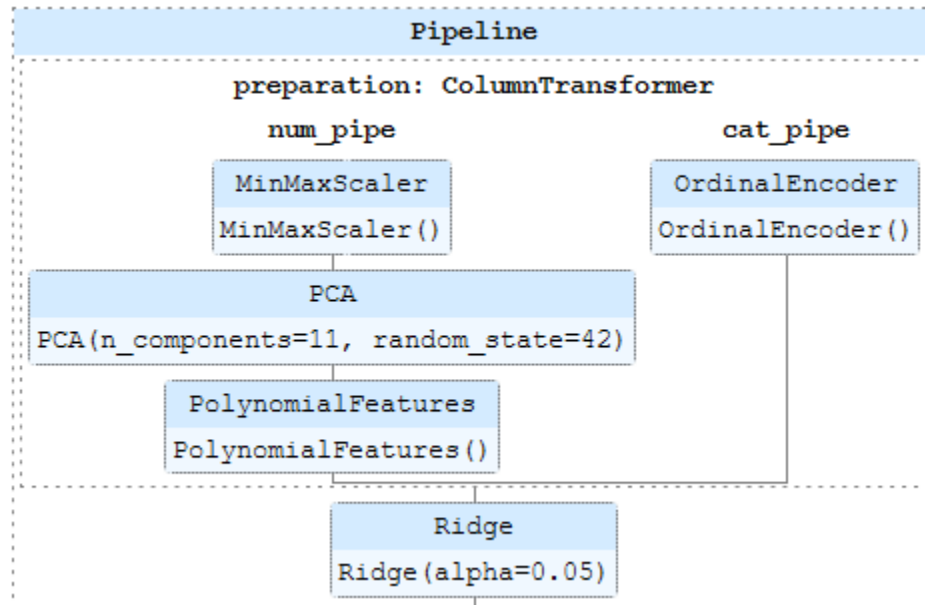 Pipeline
preparation: ColumnTransformer
num_pipe
cat_pipe
MinMaxScaler
OrdinalEncoder
MinMaxScaler()
OrdinalEncoder()
PCA
PCA(n_components=11, random_state=42)
PolynomialFeatures
PolynomialFeatures()
Ridge
Ridge(alpha=0.05)